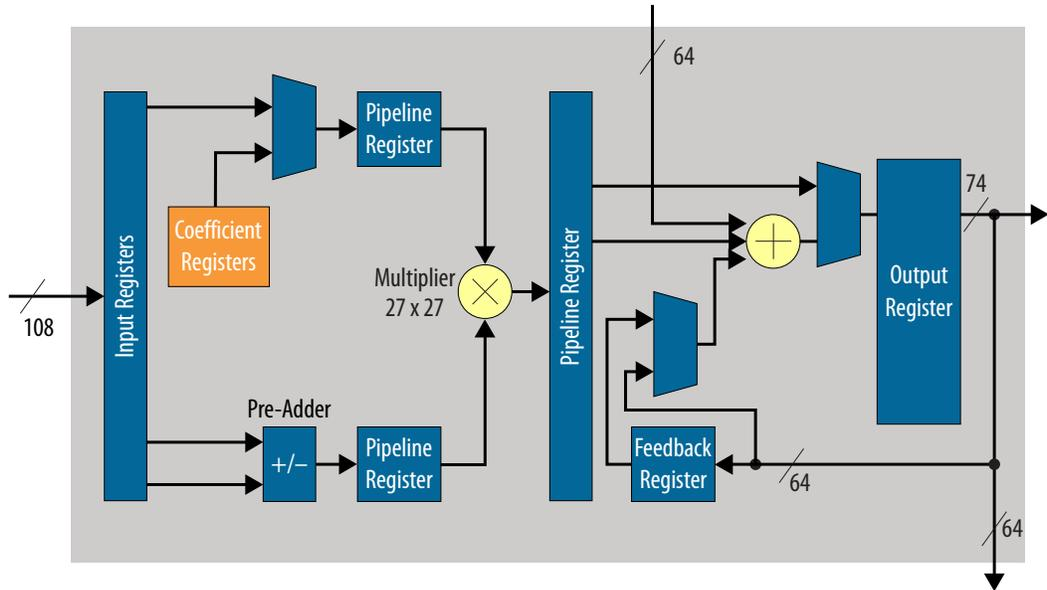 64
Pipeline
Register
Coefficient
Registers
Input Registers
108
Multiplier
27 x 27
Pre-Adder
+/–
Pipeline
Register
Pipeline Register
74
Output
Register
Feedback
Register
64
64